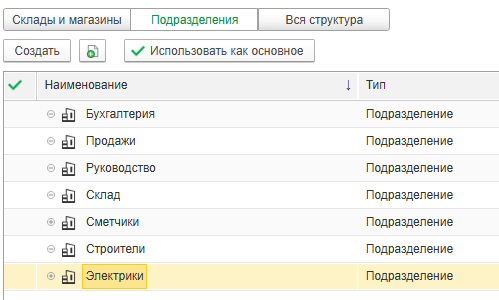 Склады и магазины Подразделения Вся структура
Создать Использовать как основное
Наименование ↓ Тип
Бухгалтерия Подразделение
Продажи Подразделение
Руководство Подразделение
Склад Подразделение
Сметчики Подразделение
Строители Подразделение
Электрики Подразделение